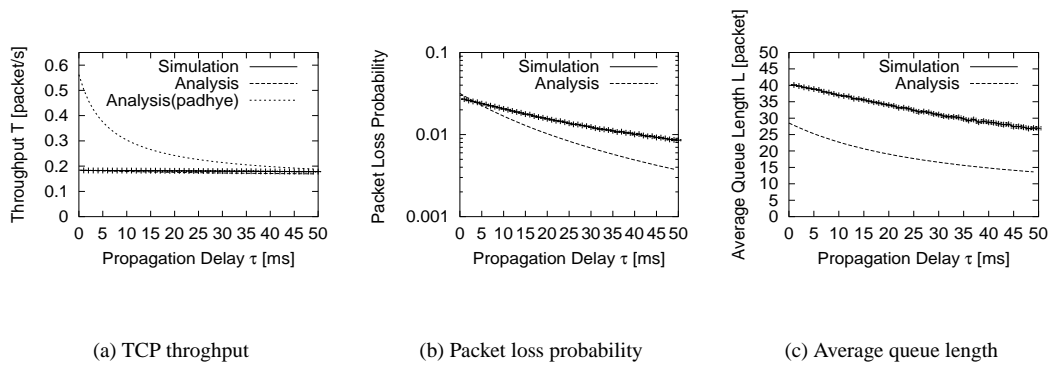 Throughput T [packet/s]
0.6
0.5
0.4
0.3
0.2
0.1
0
Simulation
Analysis
Analysis(padhye)
0 5 10 15 20 25 30 35 40 45 50
Propagation Delay τ [ms]
(a) TCP throghput
Packet Loss Probability
0.1
0.01
0.001
Simulation
Analysis
0 5 10 15 20 25 30 35 40 45 50
Propagation Delay τ [ms]
(b) Packet loss probability
Average Queue Length L [packet]
50
45
40
35
30
25
20
15
10
5
0
Simulation
Analysis
0 5 10 15 20 25 30 35 40 45 50
Propagation Delay τ [ms]
(c) Average queue length